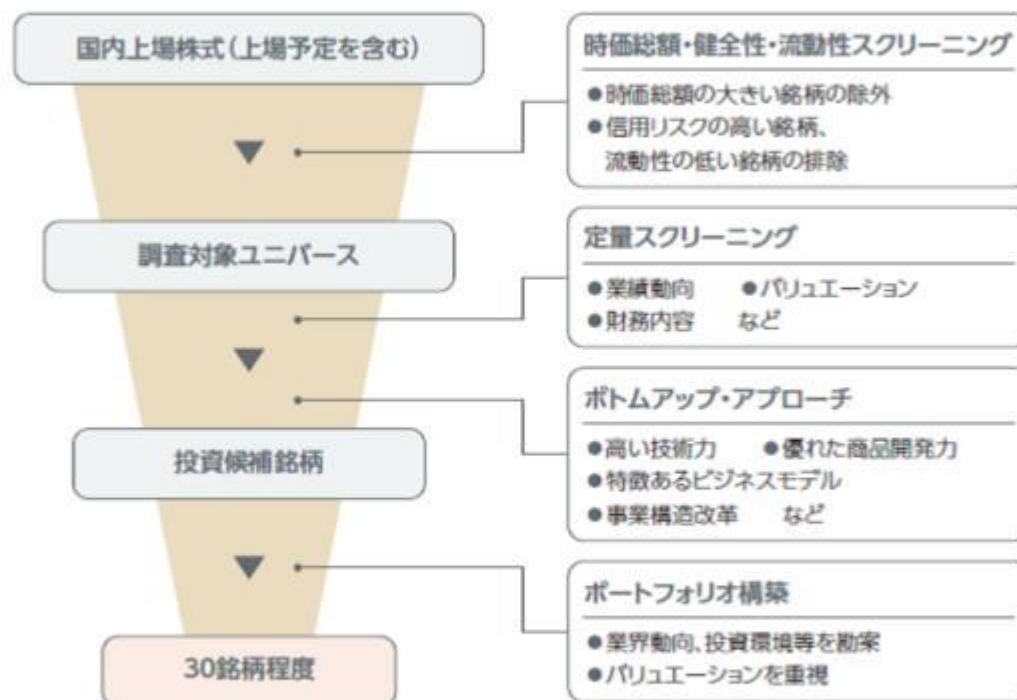 国内上場株式(上場予定を含む)
時価総額・健全性・流動性スクリーニング
●時価総額の大きい銘柄の除外
●信用リスクの高い銘柄、
流動性の低い銘柄の排除
調査対象ユニバース
定量スクリーニング
●業績動向 ●バリュエーション
●財務内容 など
ボトムアップ・アプローチ
●高い技術力 ●優れた商品開発力
●特徴あるビジネスモデル
●事業構造改革 など
投資候補銘柄
ポートフォリオ構築
●業界動向、投資環境等を勘案
●バリュエーションを重視
30銘柄程度